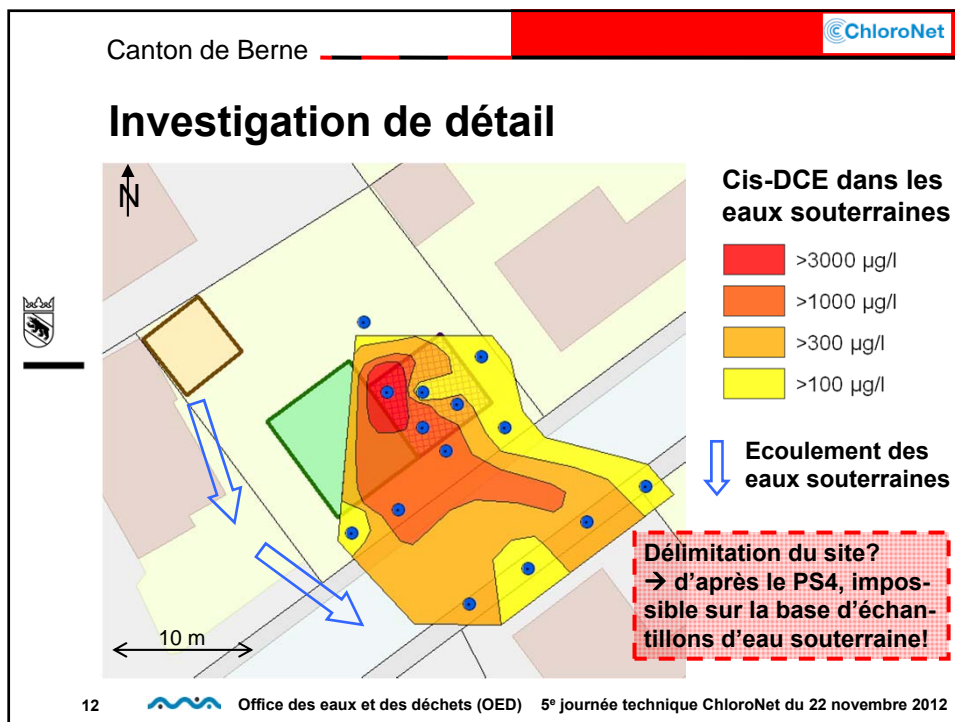 Canton de Berne
ChloroNet
Investigation de détail
N
Cis-DCE dans les
eaux souterraines
>3000 µg/l
>1000 µg/l
>300 µg/l
>100 µg/l
Ecoulement des
eaux souterraines
Délimitation du site?
→ d'après le PS4, impos-
sible sur la base d'échan-
tillons d'eau souterraine!
10 m
12
Office des eaux et des déchets (OED) 5e journée technique ChloroNet du 22 novembre 2012